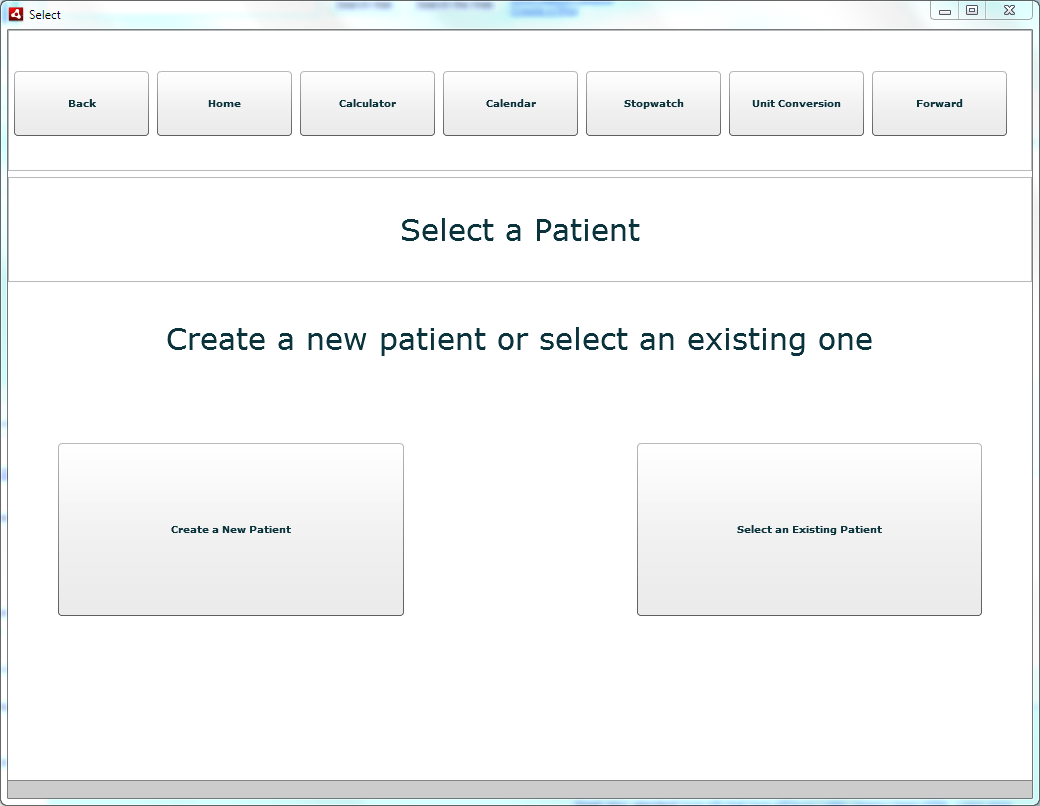 Select
Back
Home
Calculator
Calendar
Stopwatch
Unit Conversion
Forward
Select a Patient
Create a new patient or select an existing one
Create a New Patient
Select an Existing Patient